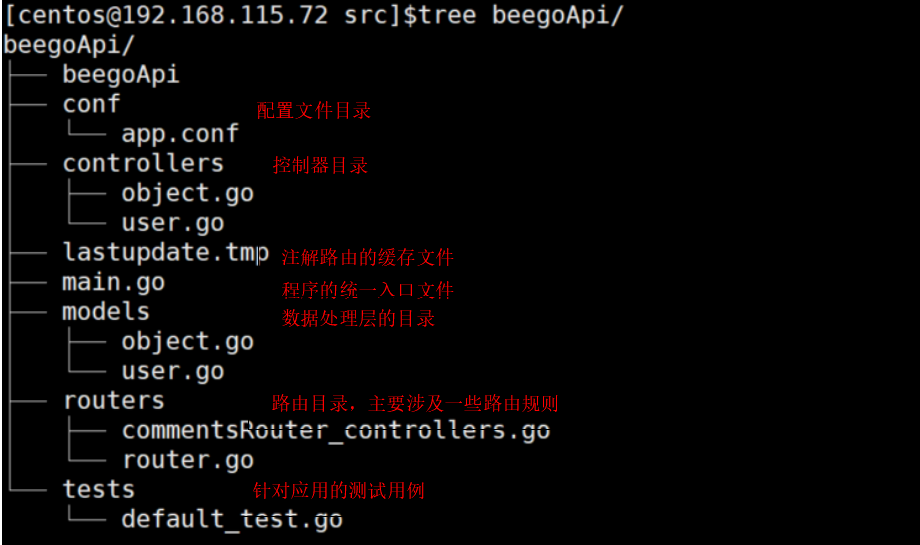 [centos@192.168.115.72 src]$tree beegoApi/
beegoApi/
├── beegoApi
├── conf 配置文件目录
│   └── app.conf
├── controllers 控制器目录
│   ├── object.go
│   └── user.go
├── lastupdate.tmp 注解路由的缓存文件
├── main.go 程序的统一入口文件
├── models 数据处理层的目录
│   ├── object.go
│   └── user.go
├── routers 路由目录，主要涉及一些路由规则
│   ├── commentsRouter_controllers.go
│   └── router.go
└── tests 针对应用的测试用例
    └── default_test.go